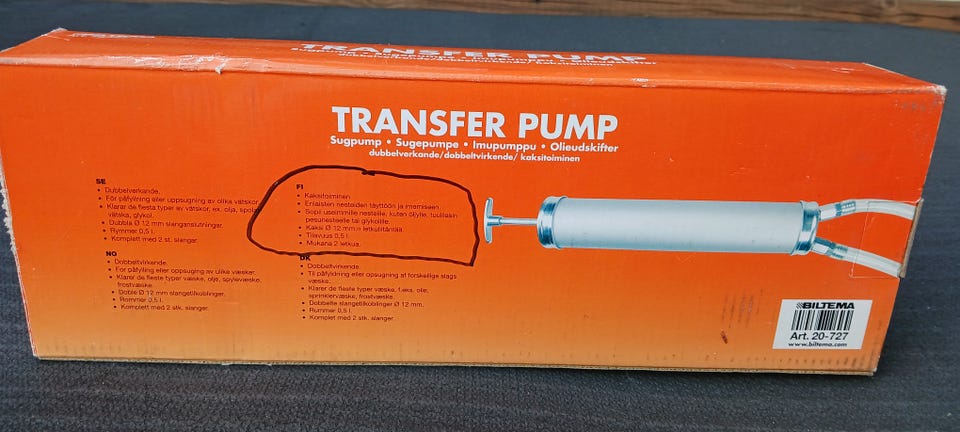 TRANSFER PUMP
TRANSFER PUMP
Sugpump • Sugepumpe • Imupumppu • Olieudskifter
dubbelverkande/dobbeltvirkende/ kaksitoiminen
SE
• Dubbelverkande.
• För påfyllning eller uppsugning av olika vätskor.
• Klarar de flesta typer av vätskor, ex. olja, spola
vätska, glykol.
• Dubbla Ø 12 mm slanganslutningar.
• Rymmer 0,5 l.
• Komplett med 2 st. slangar.
FI
• Kaksitoiminen.
• Erilaisten nesteiden täyttöön ja imemiseen.
• Sopii useimmille nesteille, kuten öljylle, tuulilasin
pesunesteelle tai glykolille.
• Kaksi Ø 12 mm:n letkuliitäntää.
• Tilavuus 0,5 l.
• Mukana 2 letkua.
NO
• Dobbeltvirkende.
• For påfylling eller oppsuging av ulike væsker.
• Klarer de fleste typer væske, olje, spylevæske,
frostvæske.
• Doble Ø 12 mm slangetilkoblinger.
• Rommer 0,5 l.
• Komplett med 2 stk. slanger.
DK
• Dobbeltvirkende.
• Til påfyldning eller opsugning af forskellige slags
væske.
• Klarer de fleste typer væske, f.eks. olie,
sprinklervæske, frostvæske.
• Dobbelte slangetilkoblinger Ø 12 mm.
• Rummer 0,5 l.
• Komplet med 2 stk. slanger.
BILTEMA
Art. 20-727
www.biltema.com